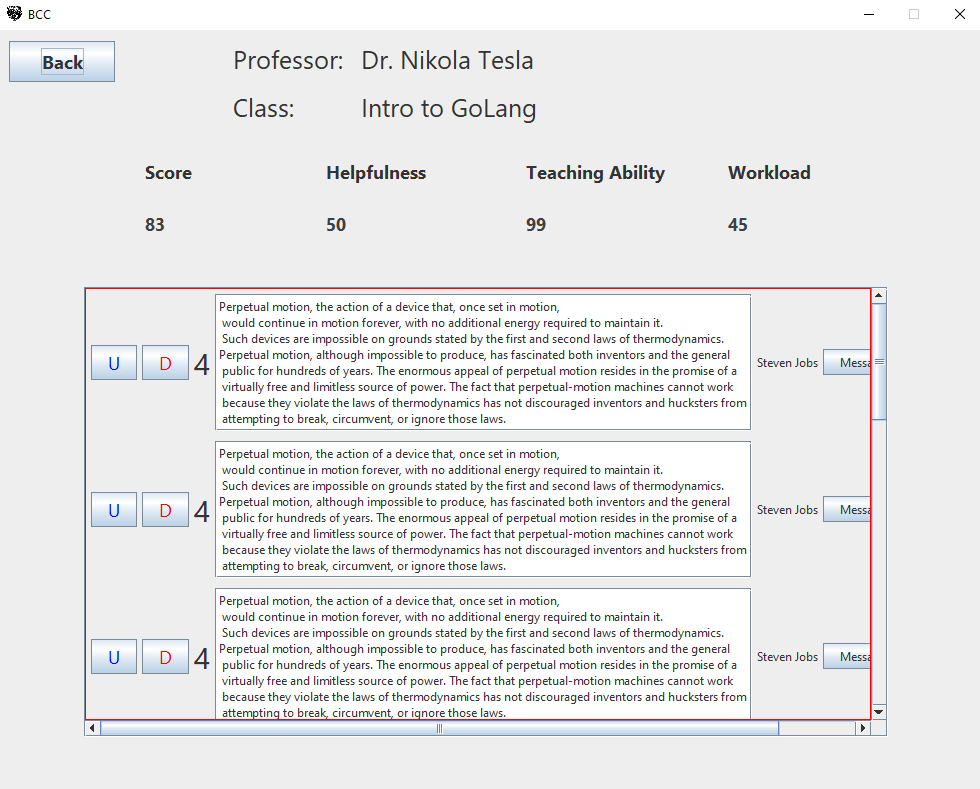 BCC
Back
Professor: Dr. Nikola Tesla
Class: Intro to GoLang
Score Helpfulness Teaching Ability Workload
83 50 99 45
Perpetual motion, the action of a device that, once set in motion,
would continue in motion forever, with no additional energy required to maintain it.
Such devices are impossible on grounds stated by the first and second laws of thermodynamics.
Perpetual motion, although impossible to produce, has fascinated both inventors and the general
public for hundreds of years. The enormous appeal of perpetual motion resides in the promise of a
virtually free and limitless source of power. The fact that perpetual-motion machines cannot work
because they violate the laws of thermodynamics has not discouraged inventors and hucksters from
attempting to break, circumvent, or ignore those laws.
U D 4 Steven Jobs Messa
Perpetual motion, the action of a device that, once set in motion,
would continue in motion forever, with no additional energy required to maintain it.
Such devices are impossible on grounds stated by the first and second laws of thermodynamics.
Perpetual motion, although impossible to produce, has fascinated both inventors and the general
public for hundreds of years. The enormous appeal of perpetual motion resides in the promise of a
virtually free and limitless source of power. The fact that perpetual-motion machines cannot work
because they violate the laws of thermodynamics has not discouraged inventors and hucksters from
attempting to break, circumvent, or ignore those laws.
U D 4 Steven Jobs Messa
Perpetual motion, the action of a device that, once set in motion,
would continue in motion forever, with no additional energy required to maintain it.
Such devices are impossible on grounds stated by the first and second laws of thermodynamics.
Perpetual motion, although impossible to produce, has fascinated both inventors and the general
public for hundreds of years. The enormous appeal of perpetual motion resides in the promise of a
virtually free and limitless source of power. The fact that perpetual-motion machines cannot work
because they violate the laws of thermodynamics has not discouraged inventors and hucksters from
attempting to break, circumvent, or ignore those laws.
U D 4 Steven Jobs Messa